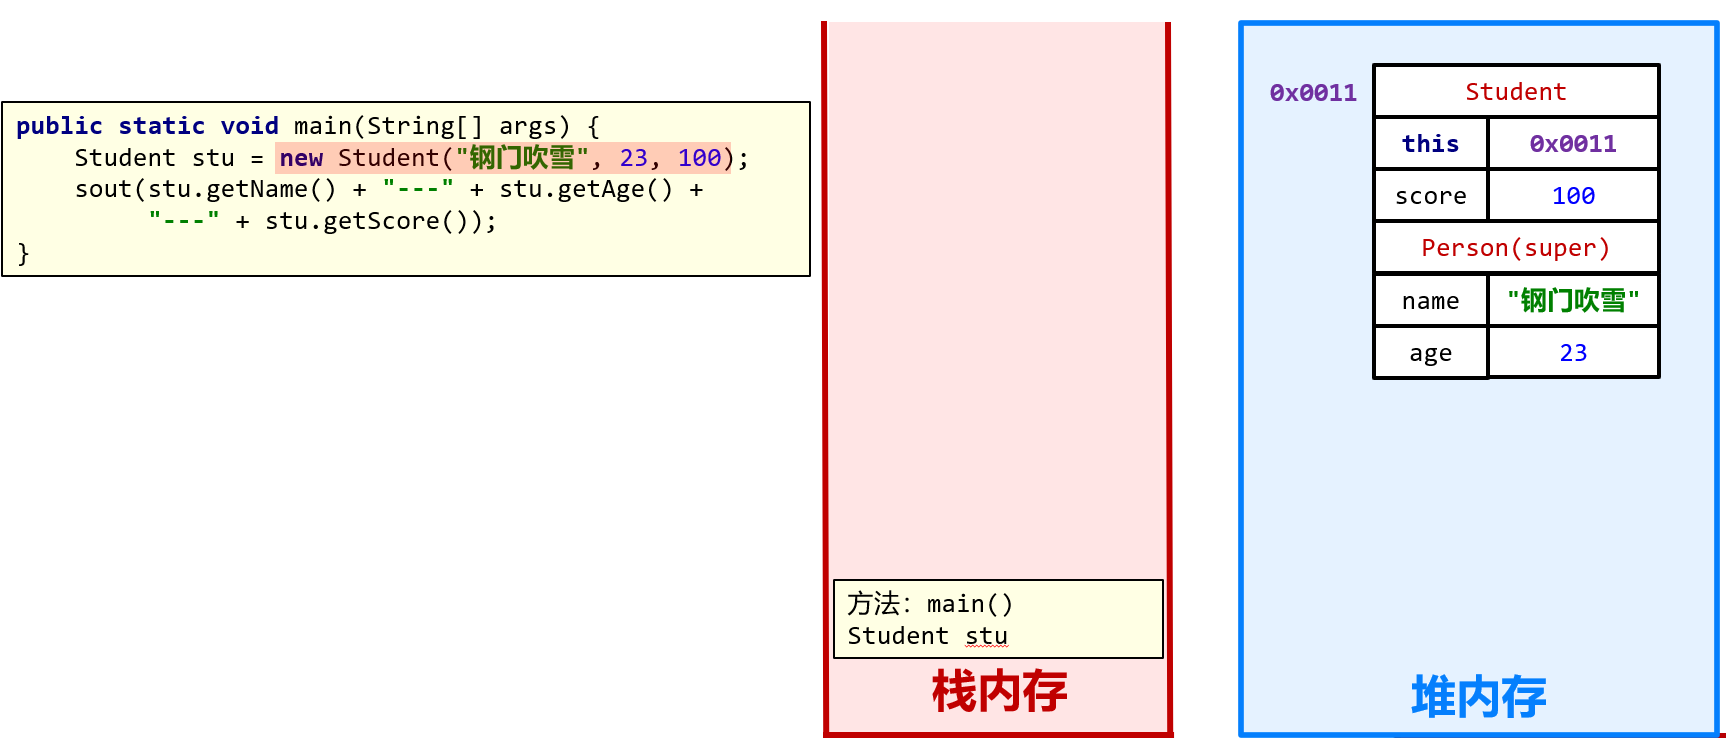 public static void main(String[] args) {
    Student stu = new Student("钢门吹雪", 23, 100);
    sout(stu.getName() + "---" + stu.getAge() +
         "---" + stu.getScore());
}
方法：main()
Student stu
栈内存
0x0011
Student
this 0x0011
score 100
Person(super)
name "钢门吹雪"
age 23
堆内存